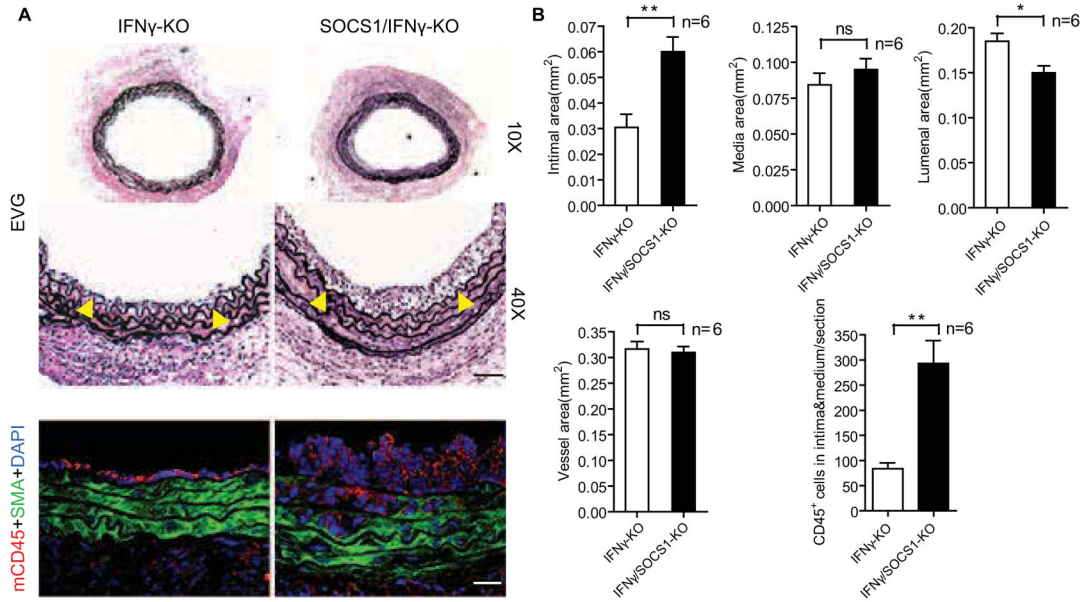 A
IFNγ-KO
SOCS1/IFNγ-KO
10X
EVG
40X
mCD45+SMA+DAPI
B
Intimal area(mm²)
0.07
0.06
0.05
0.04
0.03
0.02
0.01
0.00
**
n=6
IFNγ-KO
IFNγ/SOCS1-KO
Media area(mm²)
0.125
0.100
0.075
0.050
0.025
0.000
ns
n=6
IFNγ-KO
IFNγ/SOCS1-KO
Lumenal area(mm²)
0.20
0.15
0.10
0.05
0.00
*
n=6
IFNγ-KO
IFNγ/SOCS1-KO
Vessel area(mm²)
0.35
0.30
0.25
0.20
0.15
0.10
0.05
0.00
ns
n=6
IFNγ-KO
IFNγ/SOCS1-KO
CD45⁺ cells in intima&medium/section
350
300
250
200
150
100
50
0
**
n=6
IFNγ-KO
IFNγ/SOCS1-KO